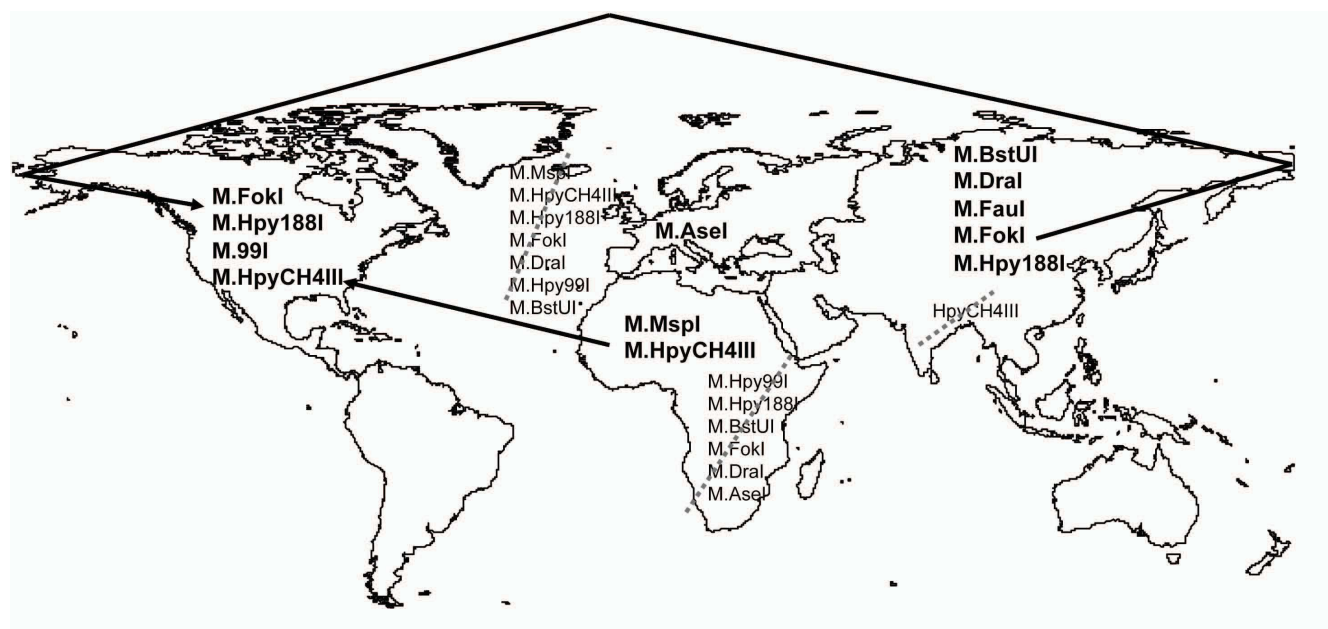 M.FokI
M.Hpy188I
M.99I
M.HpyCH4III
M.MspI
M.HpyCH4III
M.Hpy188I
M.FokI
M.DraI
M.Hpy99I
M.BstUI
M.AseI
M.MspI
M.HpyCH4III
M.Hpy99I
M.Hpy188I
M.BstUI
M.FokI
M.DraI
M.AseI
M.BstUI
M.DraI
M.FauI
M.FokI
M.Hpy188I
HpyCH4III